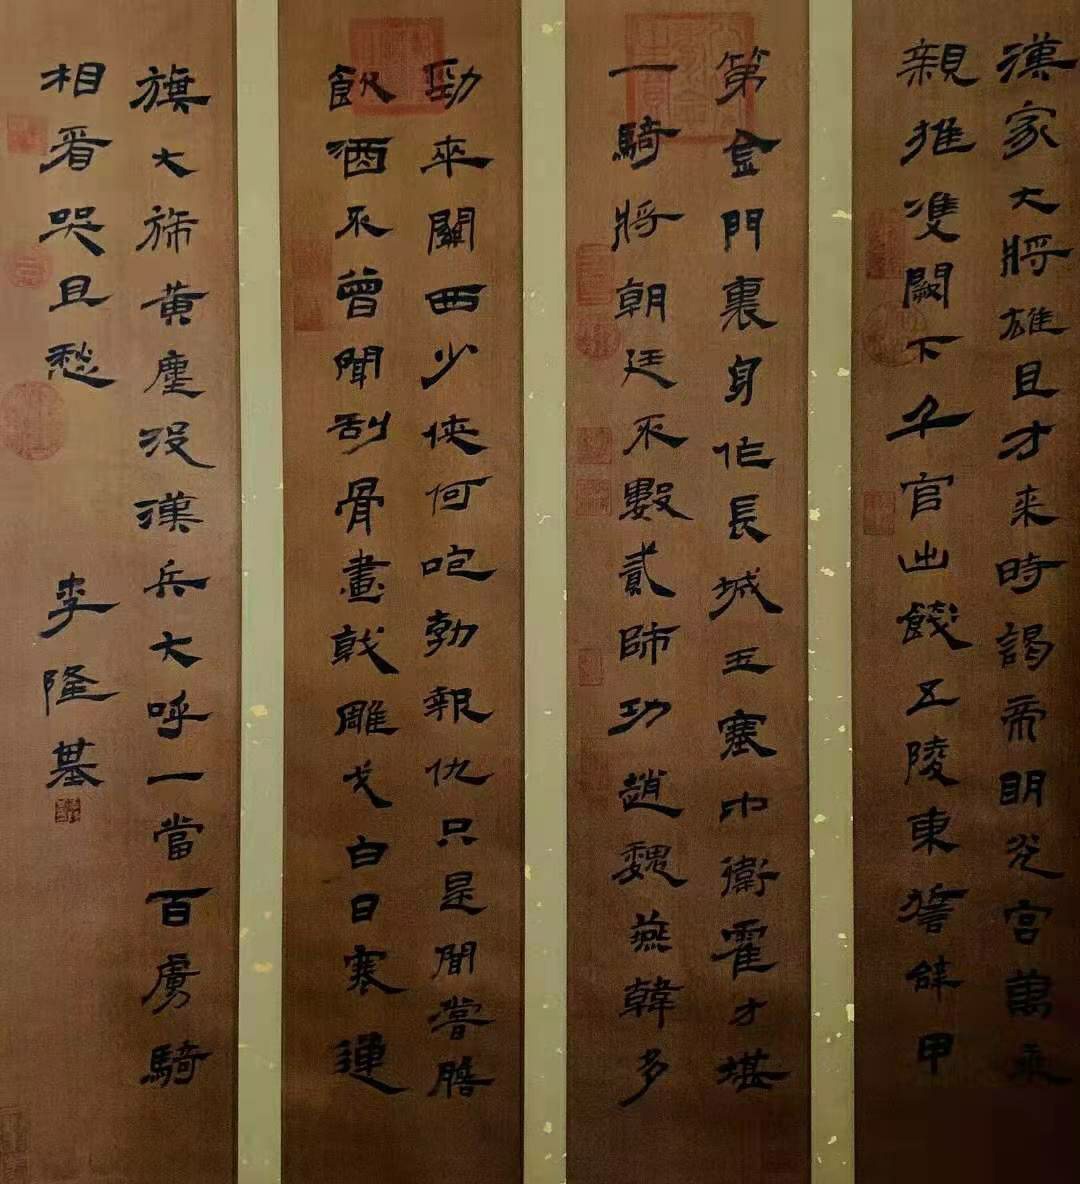 漢家大將雄且才來時謁帝明光宮萬乘
親推雙闕下千官出餞五陵東誓辭甲
第金門裏身作長城玉塞中衛霍才堪
一騎將朝廷不數貳師功趙魏燕韓多
勁卒關西少俠何咆勃報仇只是聞嘗膽
飲酒不曾聞刮骨畫戟雕戈白日寒連
旗大旆黃塵沒漢兵大呼一當百虜騎
相看哭且愁
李隆基